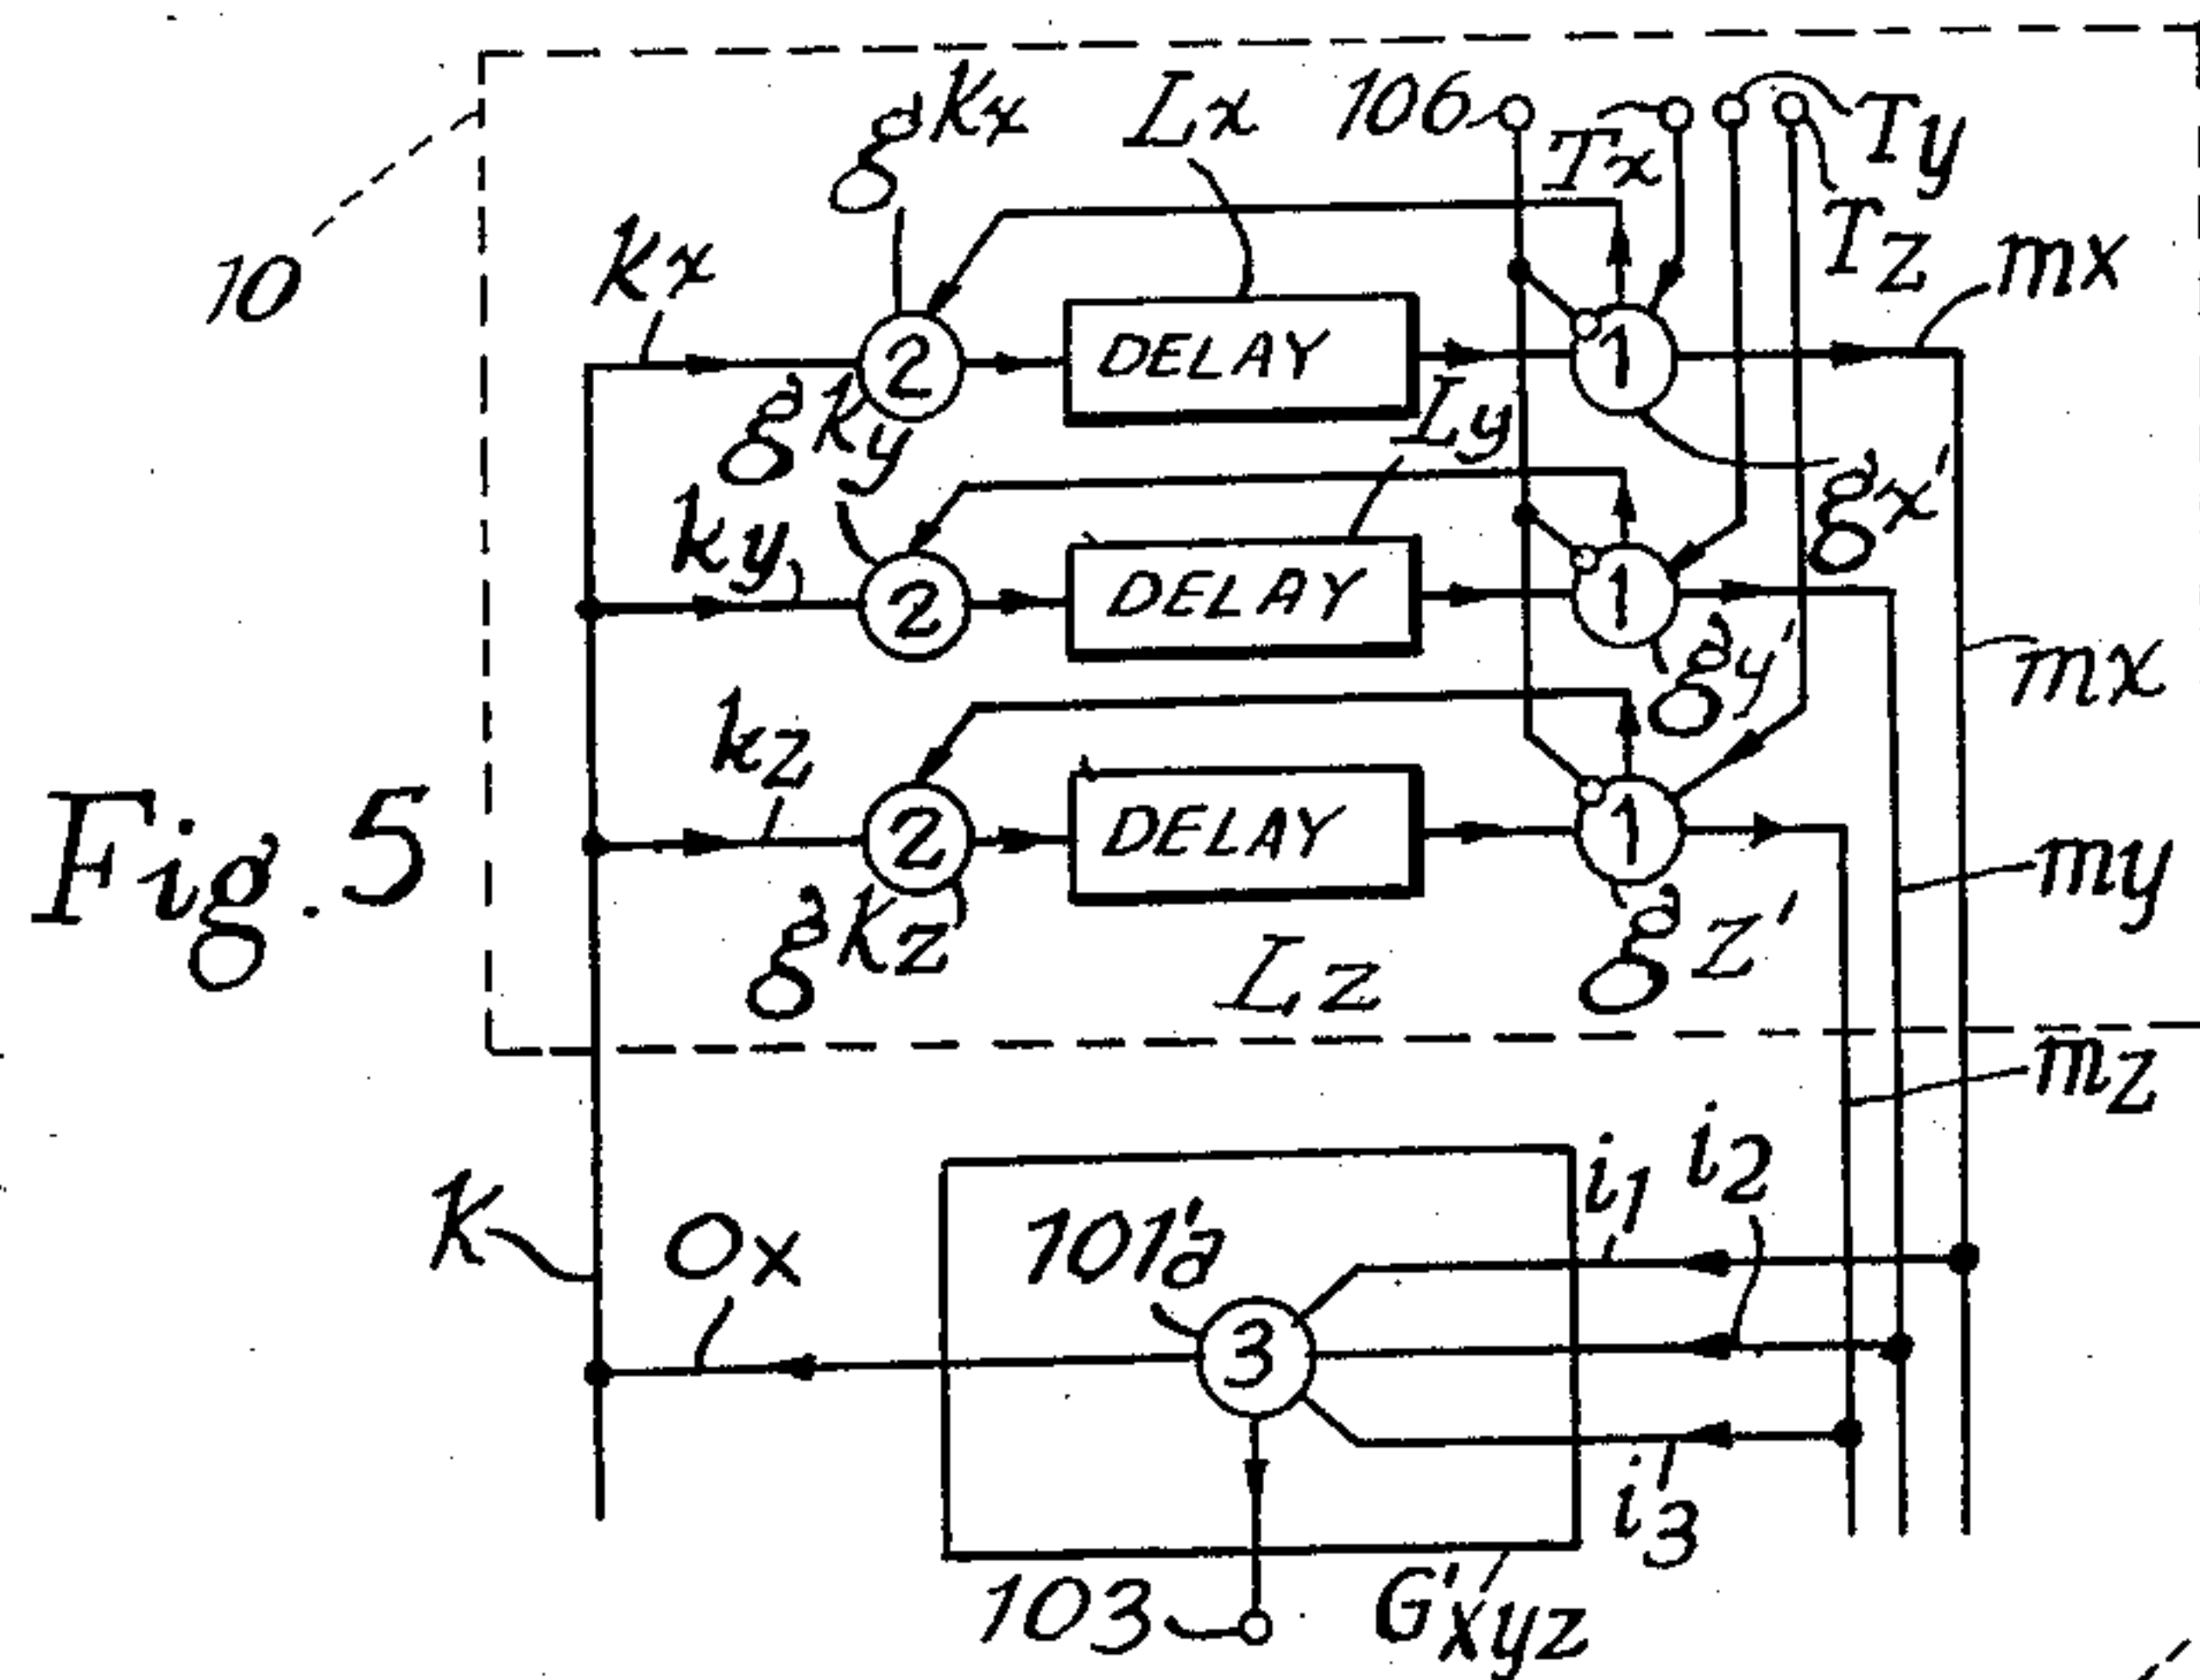 gkx Lx 106 Tx Ty
Tz
10 kx mx
DELAY
2 1
gky Ly
gx'
ky
DELAY
2 1
gy' mx
kz
Fig. 5
DELAY
2 1
my
gkz Lz gz'
mz
i1 i2
K Ox 101'a
3
i3
103 G'xyz